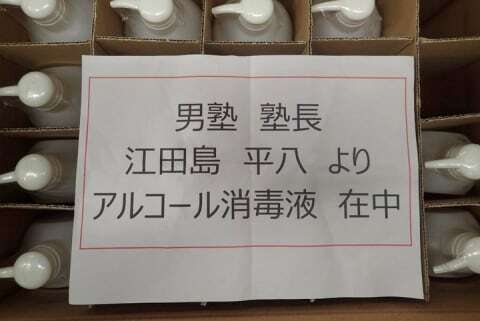 男塾　塾長
江田島　平八　より
アルコール消毒液　在中